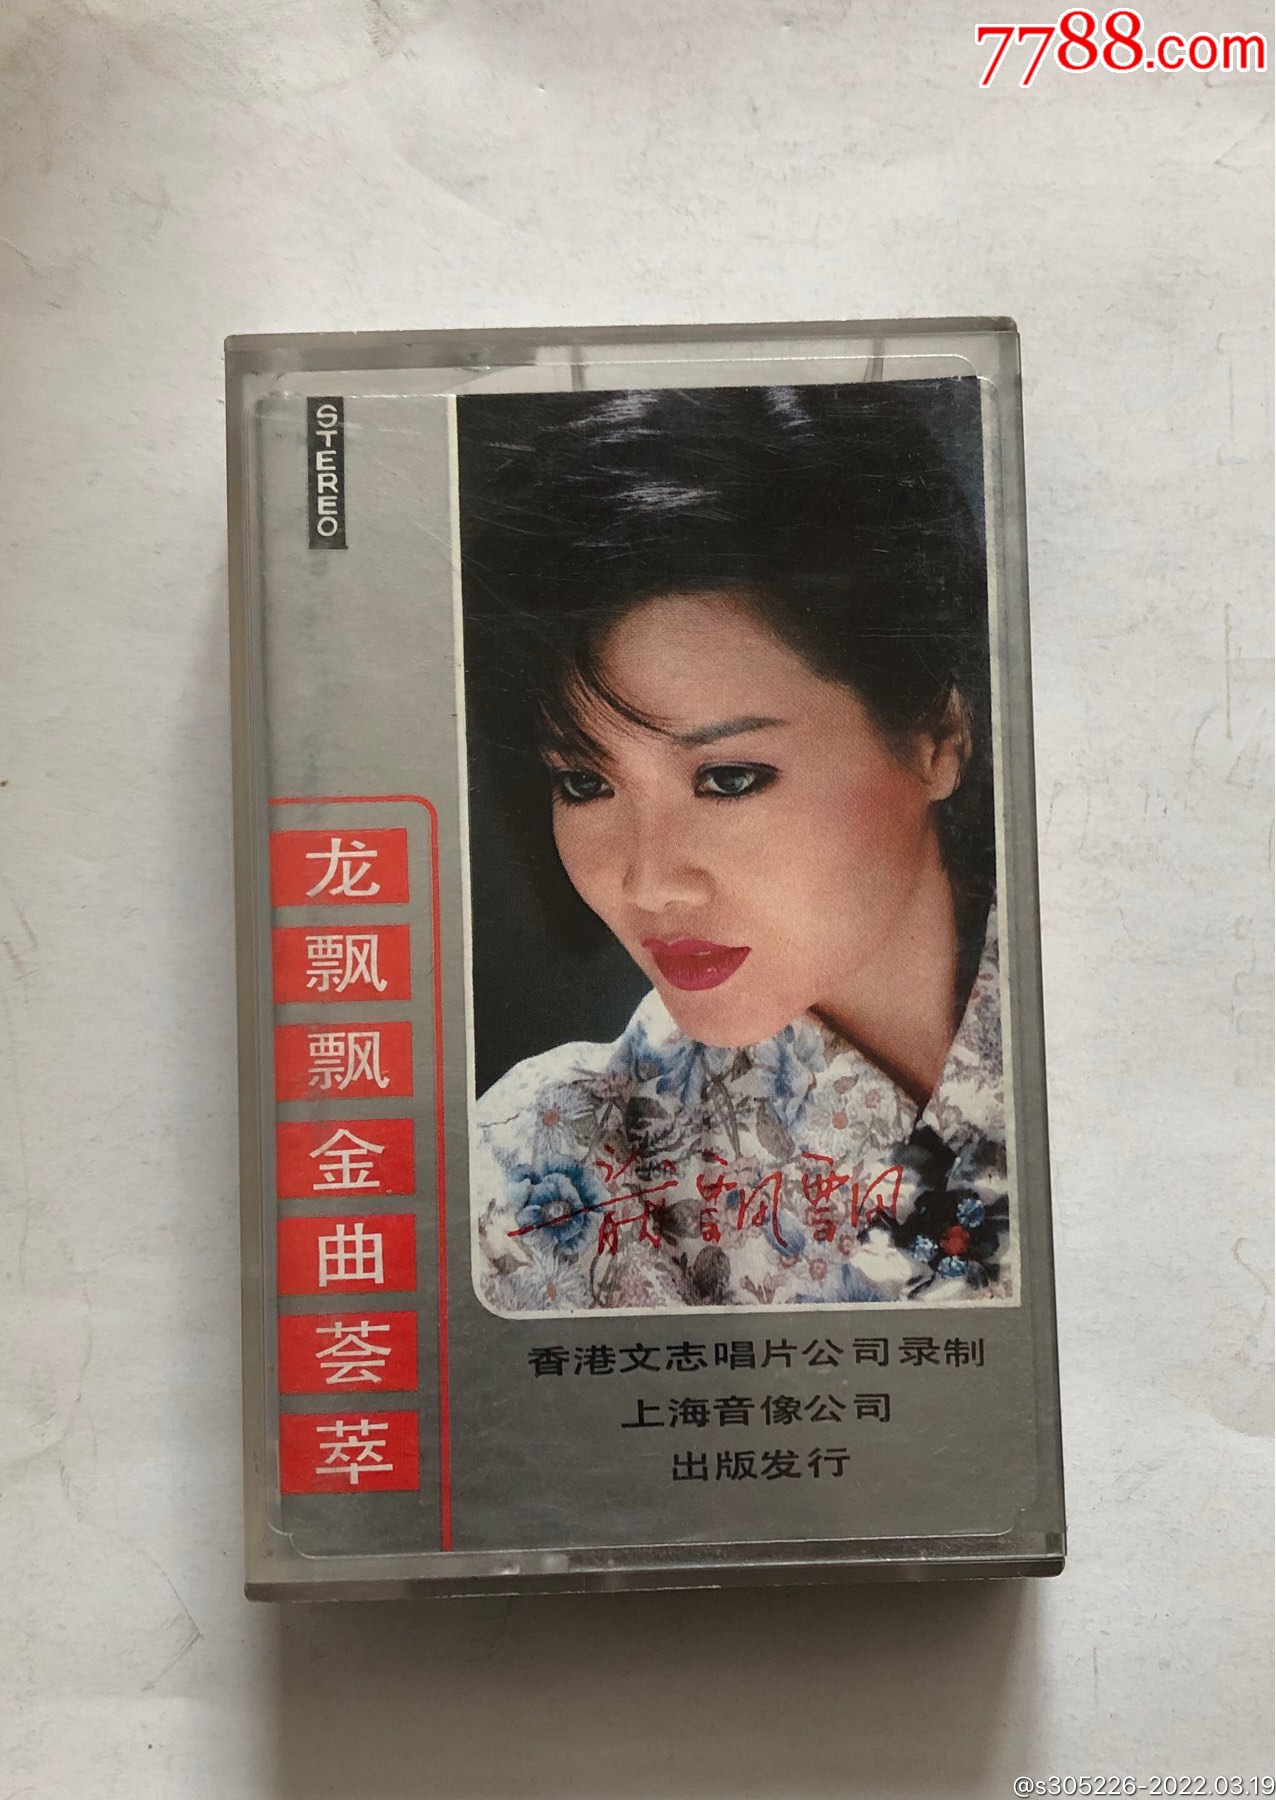 7788.com
STEREO
龙飘飘金曲荟萃
龍飄飄
香港文志唱片公司录制
上海音像公司
出版发行
@s305226-2022.03.19